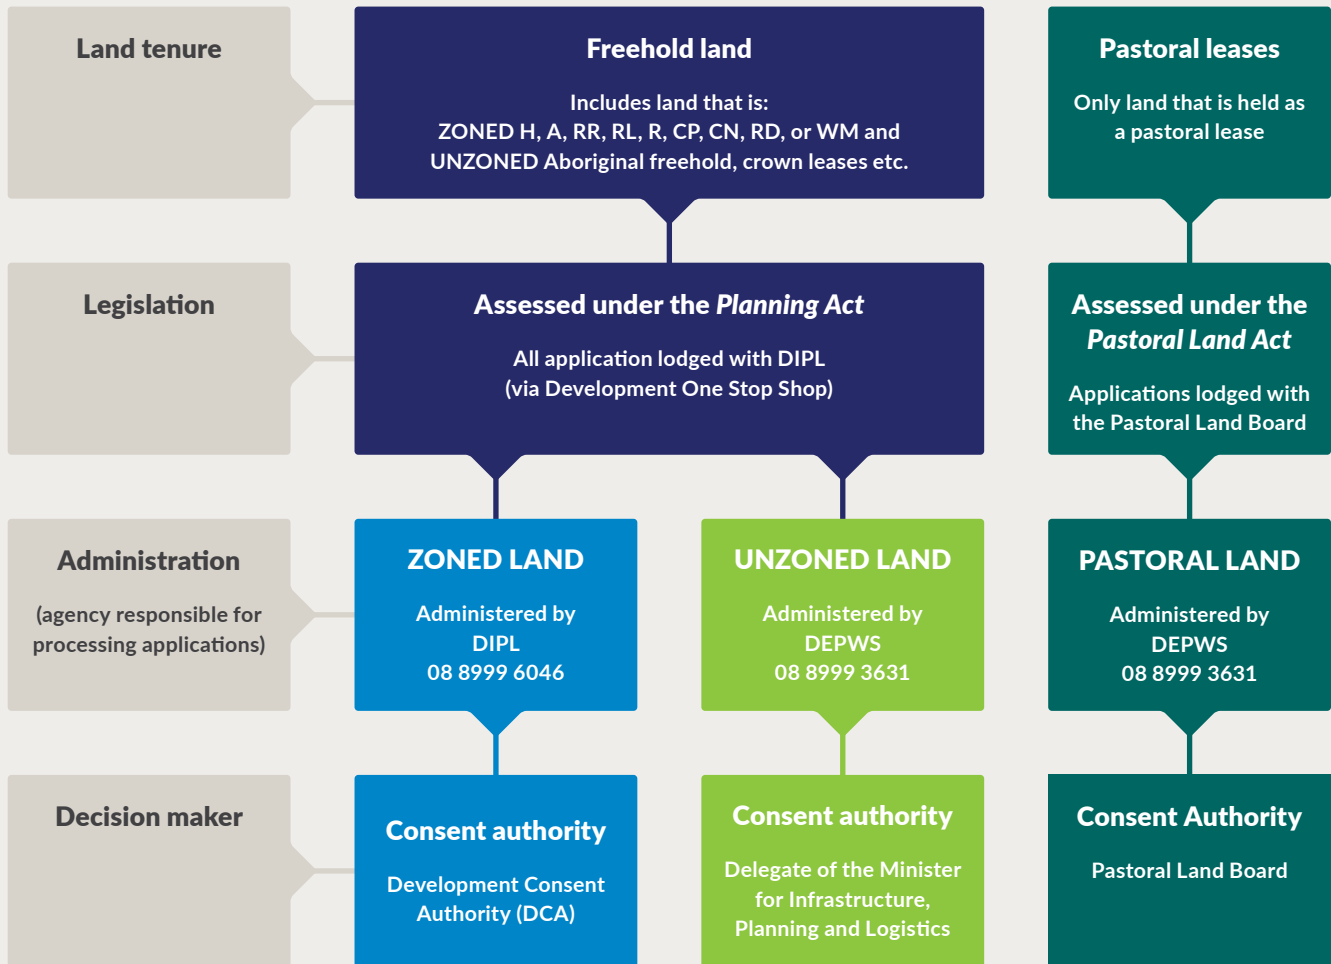 Land tenure
Freehold land
Includes land that is:
ZONED H, A, RR, RL, R, CP, CN, RD, or WM and
UNZONED Aboriginal freehold, crown leases etc.
Pastoral leases
Only land that is held as
a pastoral lease
Legislation
Assessed under the Planning Act
All application lodged with DIPL
(via Development One Stop Shop)
Assessed under the
Pastoral Land Act
Applications lodged with
the Pastoral Land Board
Administration
(agency responsible for
processing applications)
ZONED LAND
Administered by
DIPL
08 8999 6046
UNZONED LAND
Administered by
DEPWS
08 8999 3631
PASTORAL LAND
Administered by
DEPWS
08 8999 3631
Decision maker
Consent authority
Development Consent
Authority (DCA)
Consent authority
Delegate of the Minister
for Infrastructure,
Planning and Logistics
Consent Authority
Pastoral Land Board